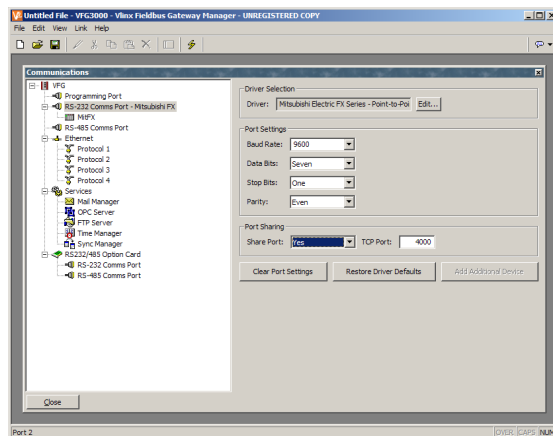 Untitled File - VFG3000 - Vlinx Fieldbus Gateway Manager - UNREGISTERED COPY
File Edit View Link Help
Communications
VFG
Programming Port
RS-232 Comms Port - Mitsubishi FX
MitFX
RS-485 Comms Port
Ethernet
Protocol 1
Protocol 2
Protocol 3
Protocol 4
Services
Mail Manager
OPC Server
FTP Server
Time Manager
Sync Manager
RS232/485 Option Card
RS-232 Comms Port
RS-485 Comms Port
Close
Driver Selection
Driver: Mitsubishi Electric FX Series - Point-to-Poi Edit...
Port Settings
Baud Rate: 9600
Data Bits: Seven
Stop Bits: One
Parity: Even
Port Sharing
Share Port: Yes TCP Port: 4000
Clear Port Settings Restore Driver Defaults Add Additional Device
Port 2 OVER CAPS NUM